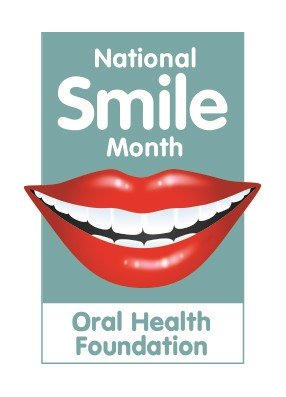 National
Smile
Month
Oral Health
Foundation